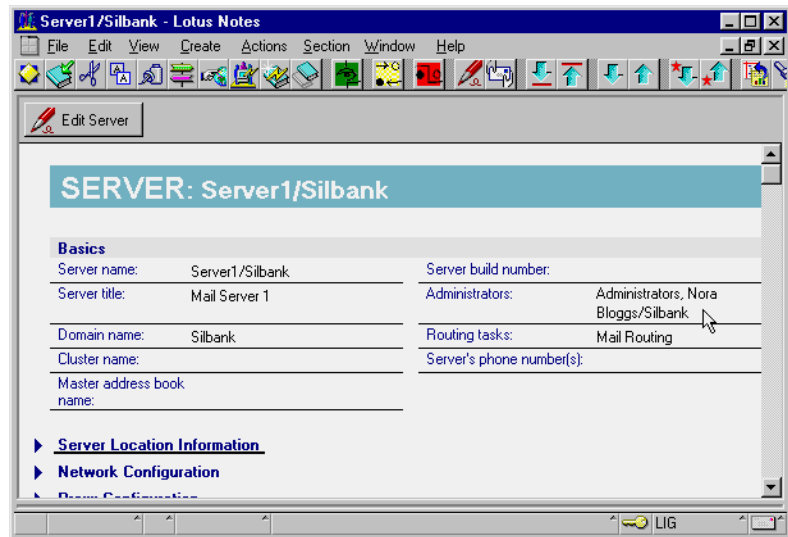 Server1/Silbank - Lotus Notes
File Edit View Create Actions Section Window Help
Edit Server
SERVER: Server1/Silbank
Basics
Server name: Server1/Silbank
Server build number:
Server title: Mail Server 1
Administrators: Administrators, Nora
Bloggs/Silbank
Domain name: Silbank
Routing tasks: Mail Routing
Cluster name:
Server's phone number(s):
Master address book
name:
Server Location Information
Network Configuration
Proxy Configuration
LIG